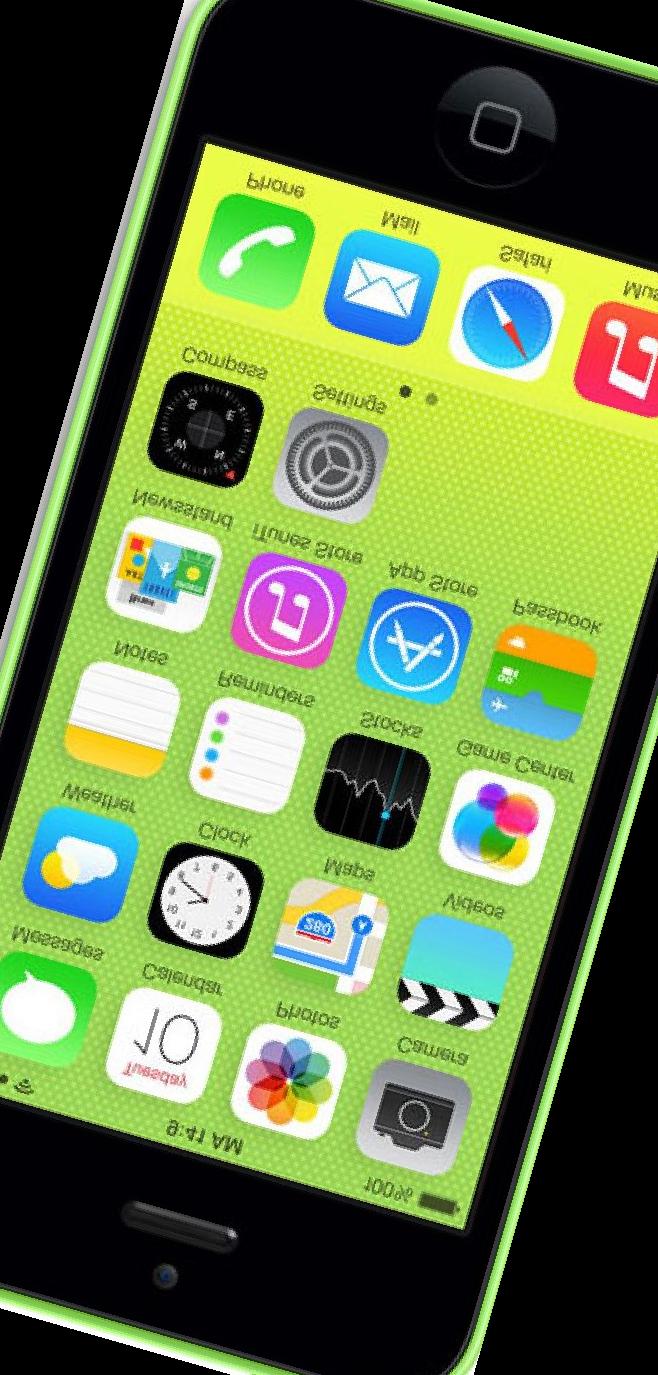 9:41 AM
100%
Messages
Tuesday
10
Calendar
Photos
Camera
Weather
Clock
280
Maps
Videos
Notes
Reminders
Stocks
Game Center
Newsstand
iTunes Store
App Store
Passbook
Compass
Settings
Phone
Mail
Safari